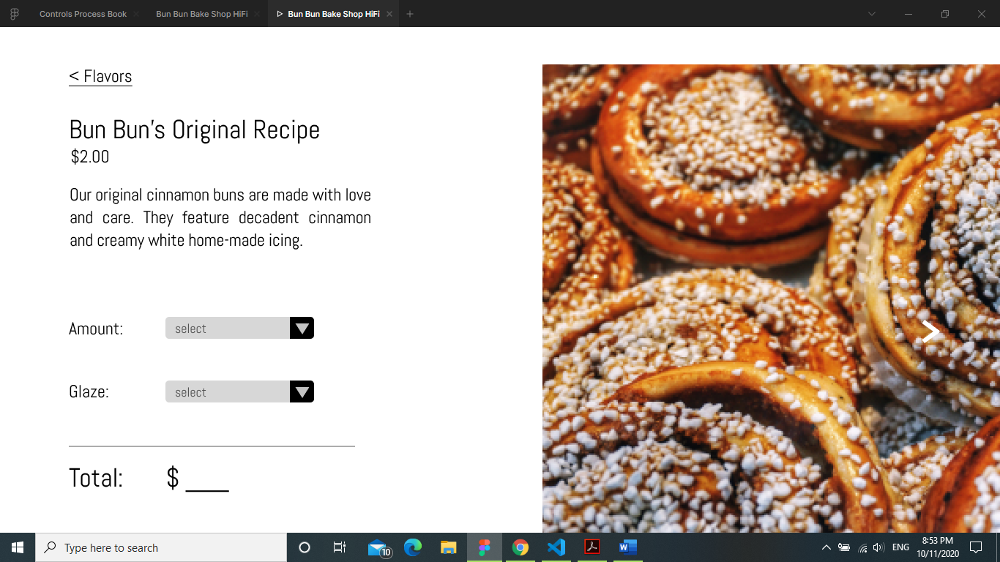 Controls Process Book
Bun Bun Bake Shop HiFi
Bun Bun Bake Shop HiFi
< Flavors
Bun Bun's Original Recipe
$2.00
Our original cinnamon buns are made with love
and care. They feature decadent cinnamon
and creamy white home-made icing.
Amount:
select
Glaze:
select
Total: $ ____
Type here to search
10
ENG
8:53 PM
10/11/2020